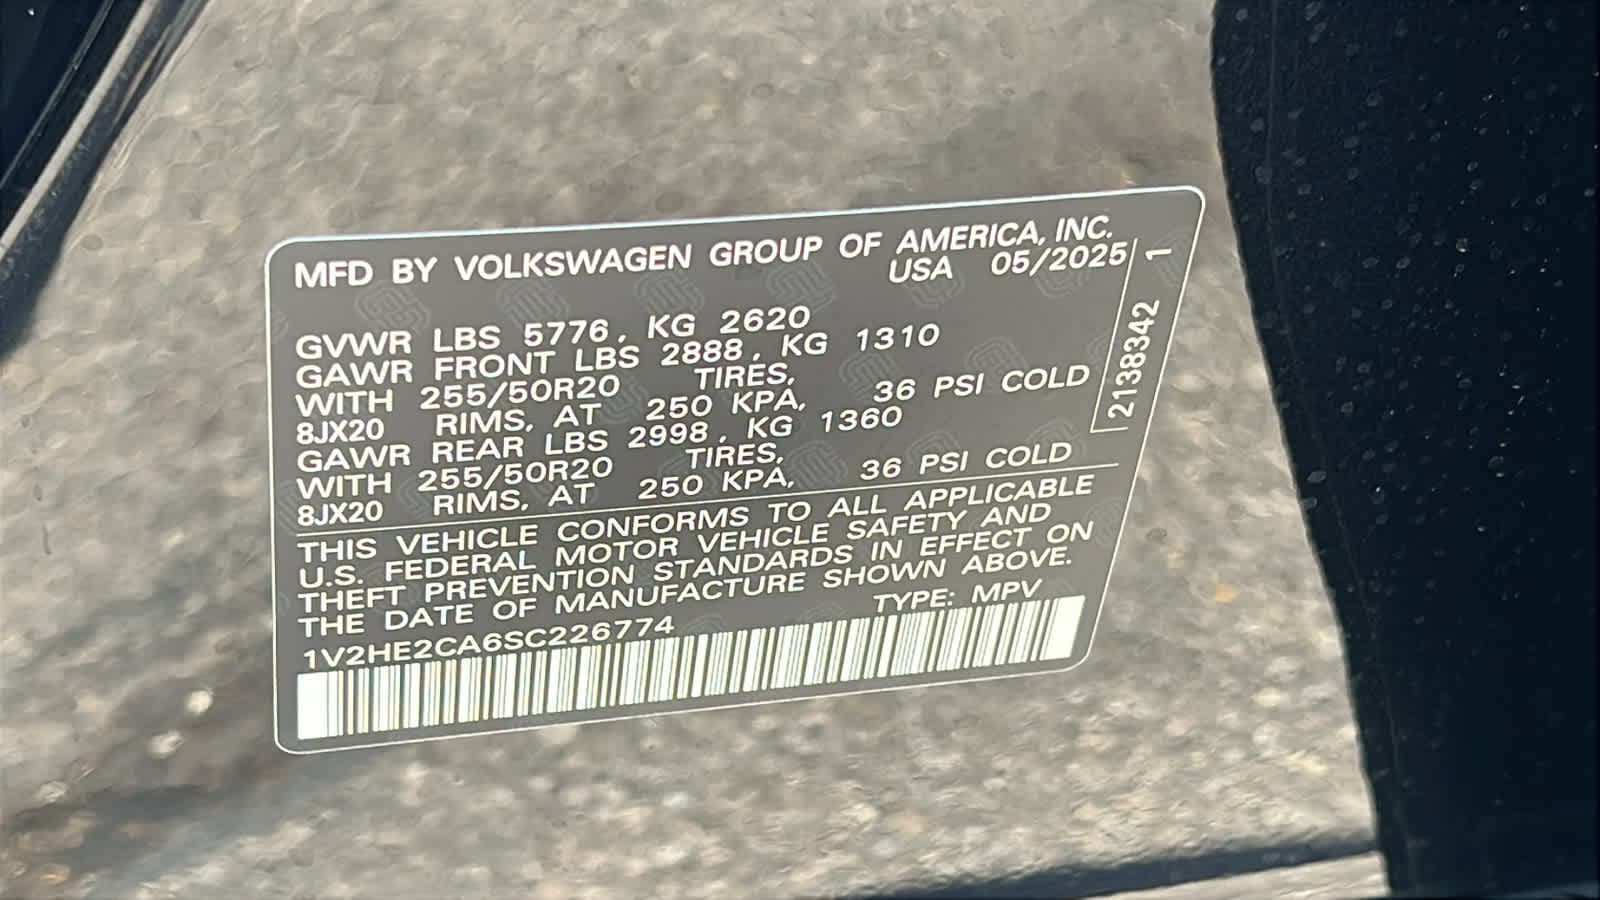 MFD BY VOLKSWAGEN GROUP OF AMERICA, INC.
USA 05/2025
GVWR LBS 5776, KG 2620
GAWR FRONT LBS 2888, KG 1310
WITH 255/50R20 TIRES,
8JX20 RIMS, AT 250 KPA, 36 PSI COLD
GAWR REAR LBS 2998, KG 1360
WITH 255/50R20 TIRES,
8JX20 RIMS, AT 250 KPA, 36 PSI COLD
2138342 1
THIS VEHICLE CONFORMS TO ALL APPLICABLE
U.S. FEDERAL MOTOR VEHICLE SAFETY AND
THEFT PREVENTION STANDARDS IN EFFECT ON
THE DATE OF MANUFACTURE SHOWN ABOVE.
1V2HE2CA6SC226774 TYPE: MPV